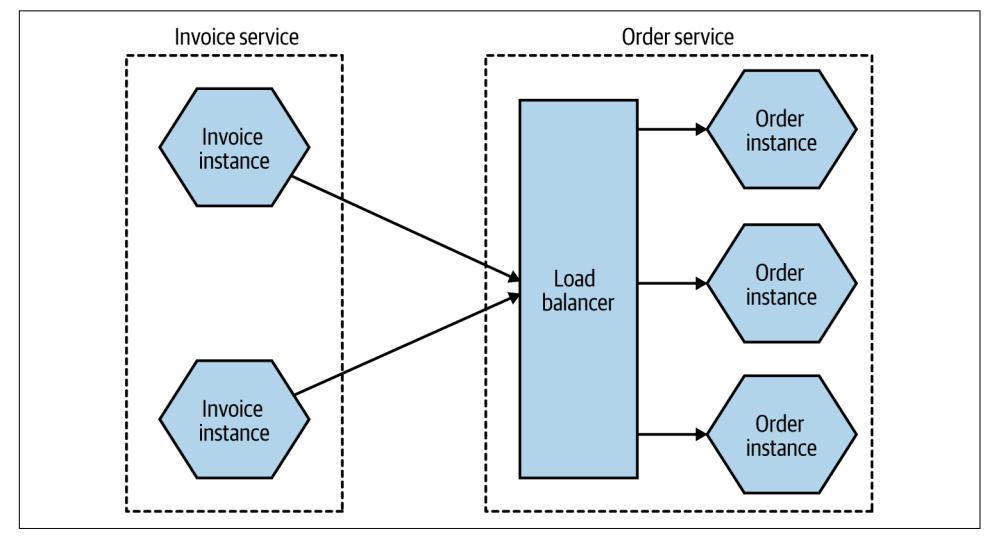 Invoice service
Order service
Invoice
instance
Invoice
instance
Load
balancer
Order
instance
Order
instance
Order
instance